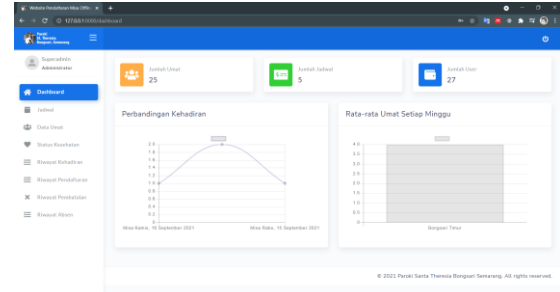 Website Pendaftaran Misa Offlin
127.0.0.1:8000/dashboard
Paroki
St. Theresia
Bongsari, Semarang
Superadmin
Administrator
Dashboard
Jadwal
Data Umat
Status Kesehatan
Riwayat Kehadiran
Riwayat Pendaftaran
Riwayat Pembatalan
Riwayat Absen
Jumlah Umat
25
Jumlah Jadwal
5
Jumlah User
27
Perbandingan Kehadiran
2.0
1.8
1.6
1.4
1.2
1.0
0.8
0.6
0.4
0.2
0
Misa Rabu, 15 September 2021
Rata-rata Umat Setiap Minggu
4.0
3.5
3.0
2.5
2.0
1.5
1.0
0.5
0
Bongsari Timur
© 2021 Paroki Santa Theresia Bongsari Semarang. All rights reserved.